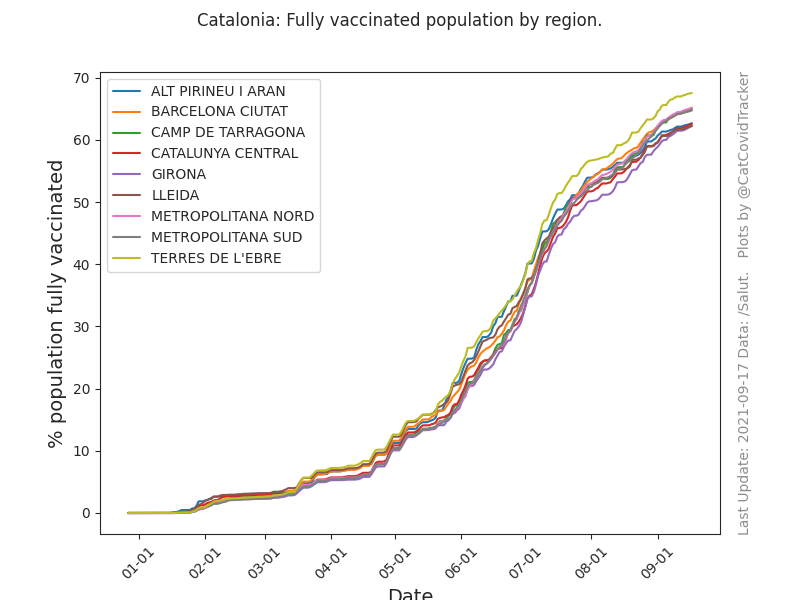 Catalonia: Fully vaccinated population by region.
ALT PIRINEU I ARAN
BARCELONA CIUTAT
CAMP DE TARRAGONA
CATALUNYA CENTRAL
GIRONA
LLEIDA
METROPOLITANA NORD
METROPOLITANA SUD
TERRES DE L'EBRE
% population fully vaccinated
70
60
50
40
30
20
10
0
01-01
02-01
03-01
04-01
05-01
06-01
07-01
08-01
09-01
Date
Last Update: 2021-09-17 Data: /Salut. Plots by @CatCovidTracker